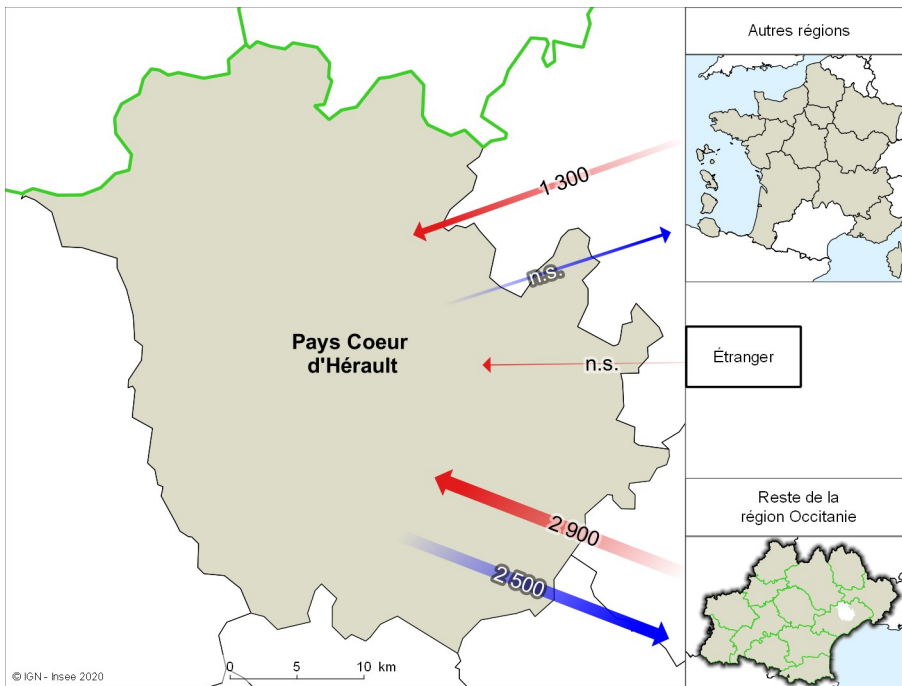 Autres régions
1 300
n.s.
Pays Coeur
d'Hérault
n.s.
Étranger
2 900
2 500
Reste de la
région Occitanie
0 5 10 km
© IGN - Insee 2020